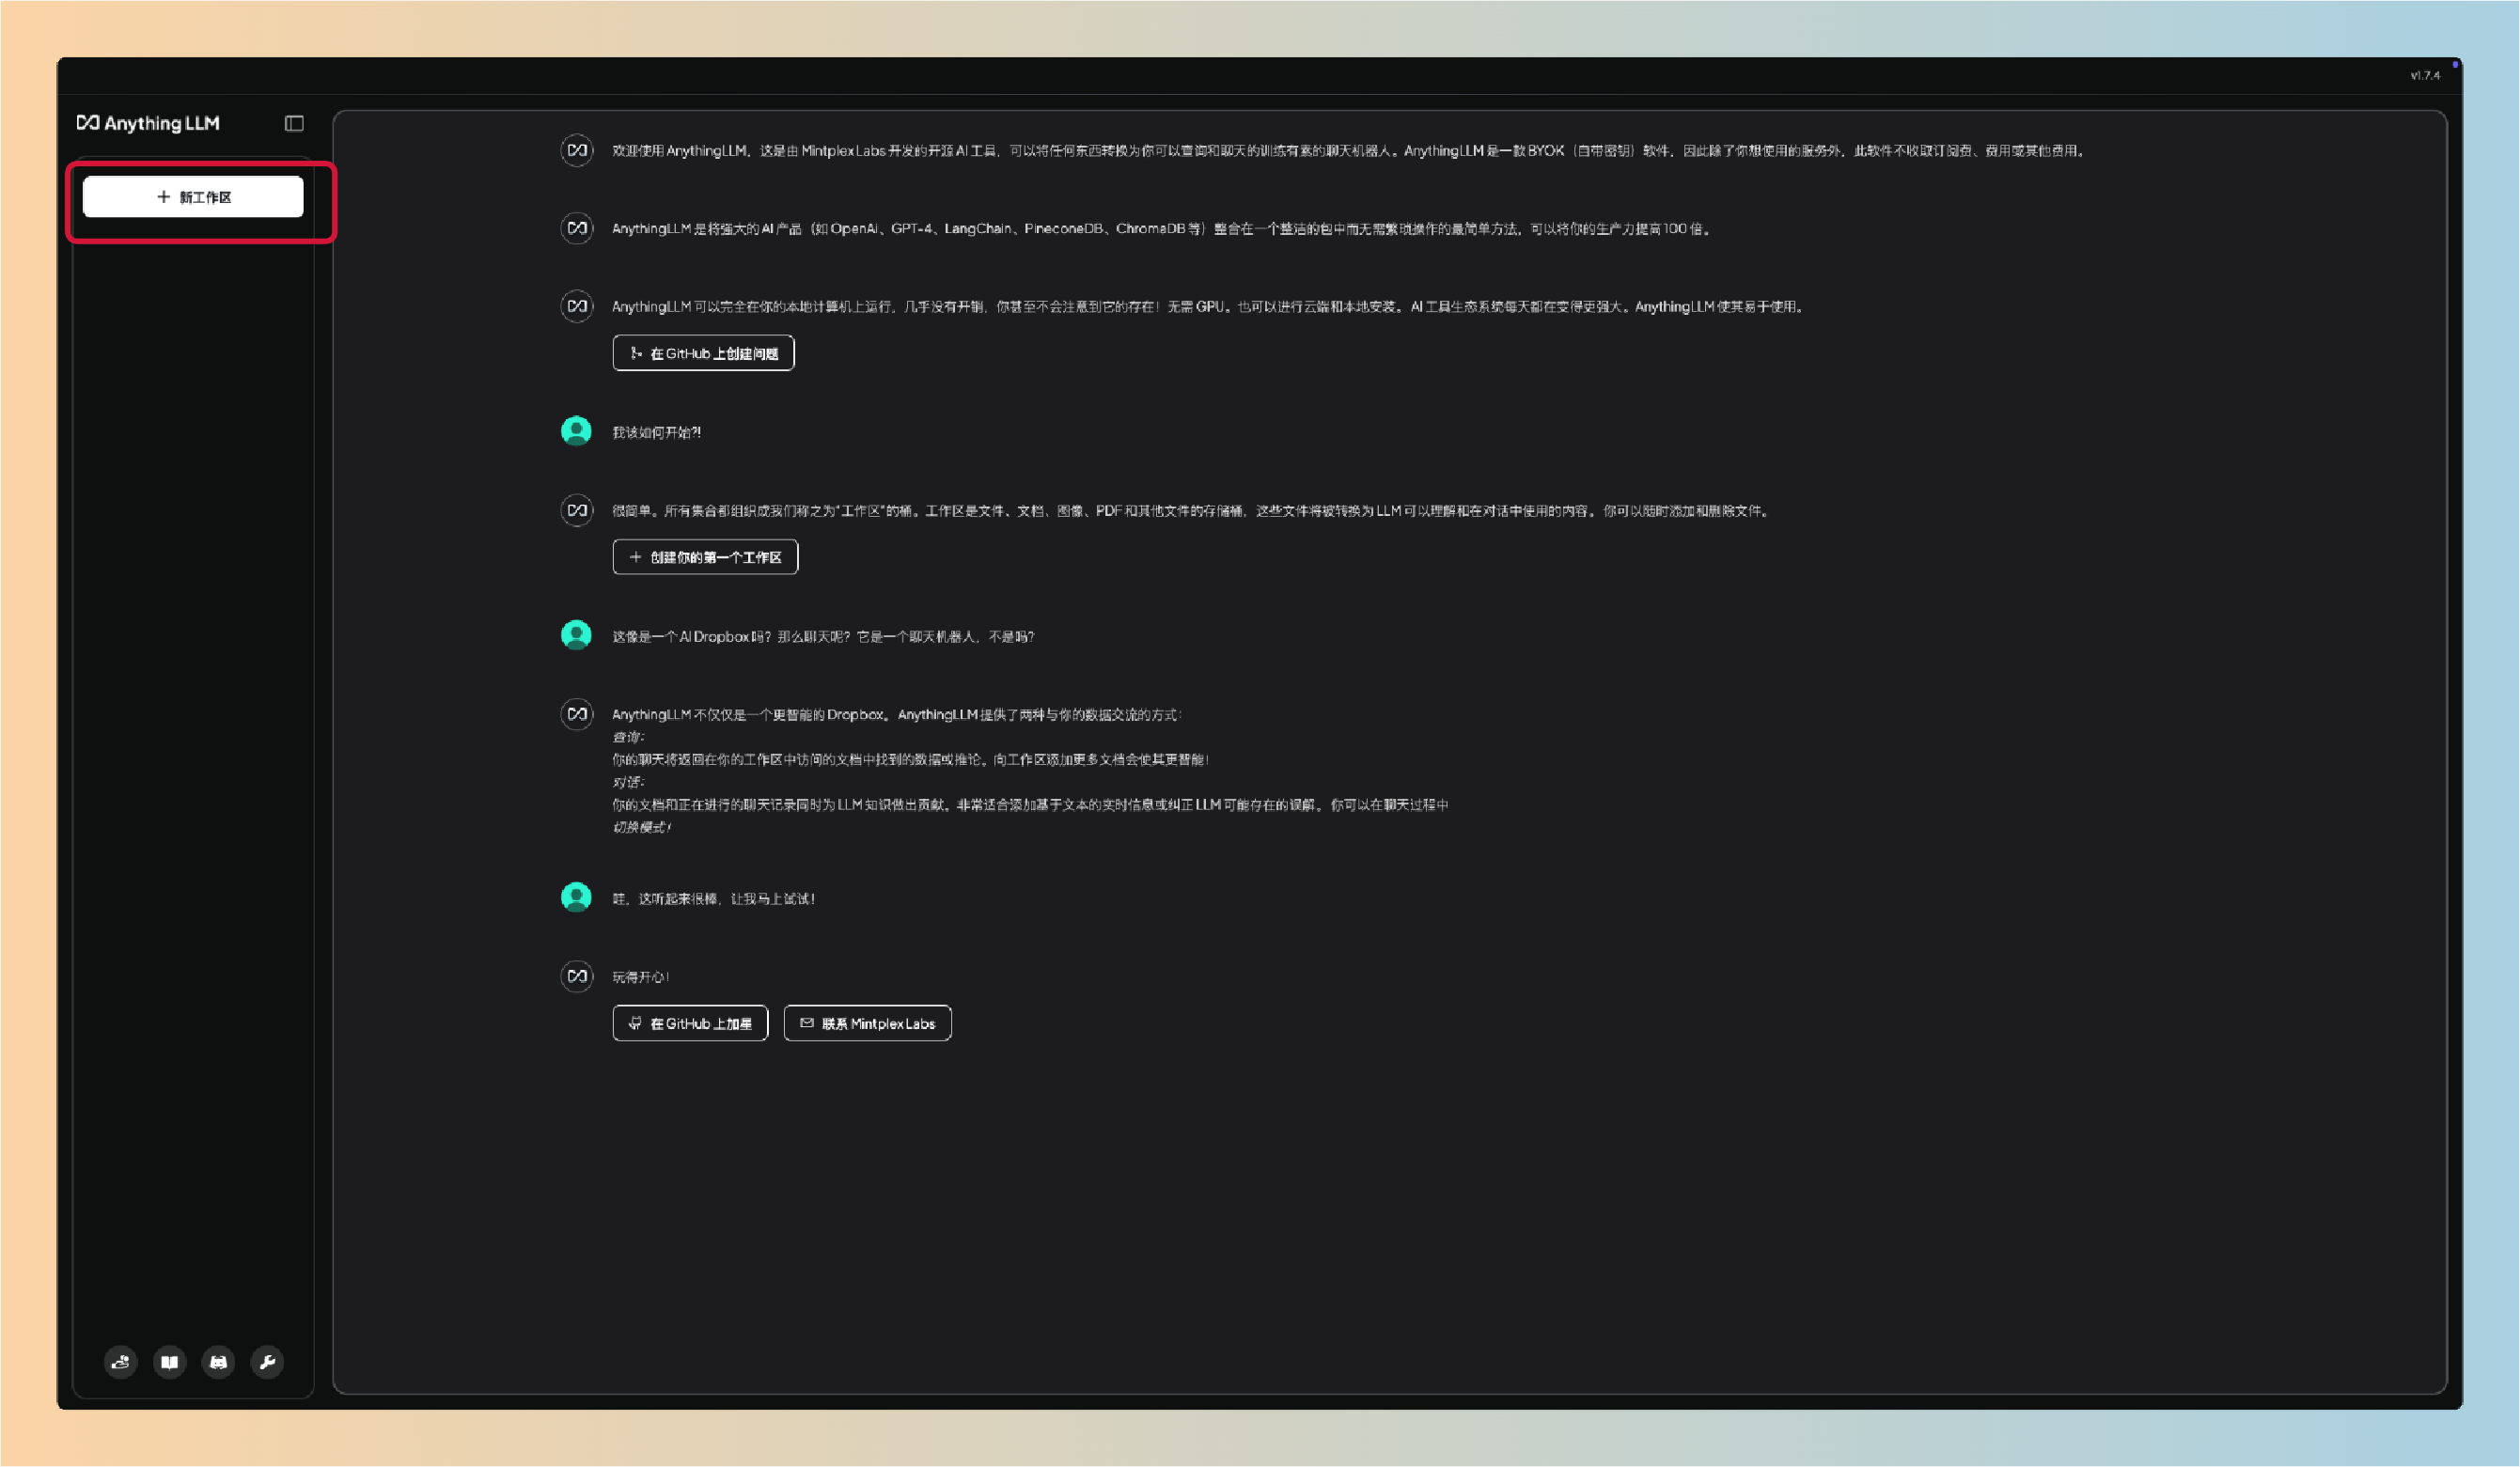 v1.7.4
AnythingLLM
新工作区
欢迎使用 AnythingLLM，这是由 Mintplex Labs 开发的开源 AI 工具，可以将任何东西转换为你可以查询和聊天的训练有素的聊天机器人。AnythingLLM 是一款 BYOK（自带密钥）软件，因此除了你想使用的服务外，此软件不收取订阅费、费用或其他费用。
AnythingLLM 是将强大的 AI 产品（如 OpenAi、GPT-4、LangChain、PineconeDB、ChromaDB 等）整合在一个整洁的包中而无需繁琐操作的最简单方法，可以将你的生产力提高 100 倍。
AnythingLLM 可以完全在你的本地计算机上运行，几乎没有开销，你甚至不会注意到它的存在！无需 GPU。也可以进行云端和本地安装。 AI 工具生态系统每天都在变得更强大。AnythingLLM 使其易于使用。
在 GitHub 上创建问题
我该如何开始?!
很简单。所有集合都组织成我们称之为“工作区”的桶。工作区是文件、文档、图像、PDF 和其他文件的存储桶，这些文件将被转换为 LLM 可以理解和在对话中使用的内容。 你可以随时添加和删除文件。
创建你的第一个工作区
这像是一个 AI Dropbox 吗？那么聊天呢？它是一个聊天机器人，不是吗？
AnythingLLM 不仅仅是一个更智能的 Dropbox。 AnythingLLM 提供了两种与你的数据交流的方式：
查询：
你的聊天将返回在你的工作区中访问的文档中找到的数据或推论。向工作区添加更多文档会使其更智能！
对话：
你的文档和正在进行的聊天记录同时为 LLM 知识做出贡献。非常适合添加基于文本的实时信息或纠正 LLM 可能存在的误解。 你可以在聊天过程中
切换模式！
哇，这听起来很棒，让我马上试试！
玩得开心！
在 GitHub 上加星
联系 Mintplex Labs